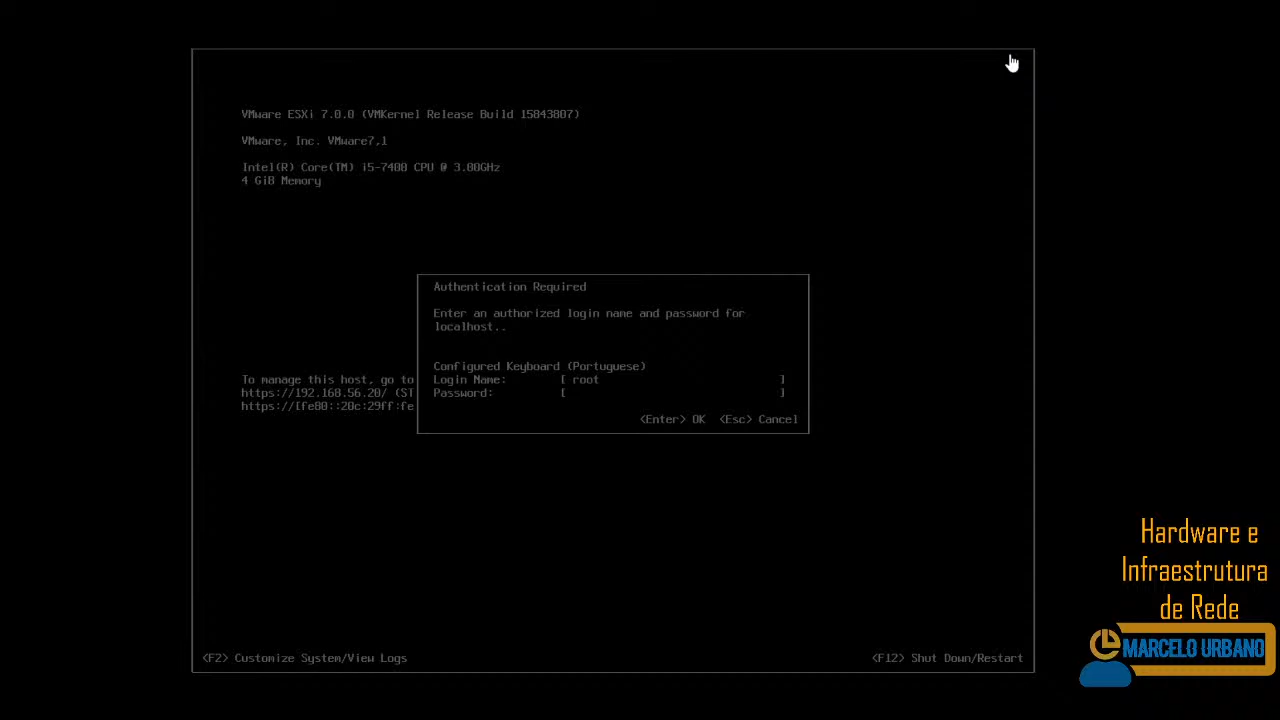 VMware ESXi 7.0.0 (VMKernel Release Build 15843807)
VMware, Inc. VMware7,1
Intel(R) Core(TM) i5-7400 CPU @ 3.00GHz
4 GiB Memory
Authentication Required
Enter an authorized login name and password for
localhost..
Configured Keyboard (Portuguese)
Login Name: [ root ]
Password: [ ]
<Enter> OK <Esc> Cancel
To manage this host, go to
https://192.168.56.20/ (ST
https://[fe80::20c:29ff:fe
<F2> Customize System/View Logs
<F12> Shut Down/Restart
Hardware e
Infraestrutura
de Rede
MARCELO URBANO